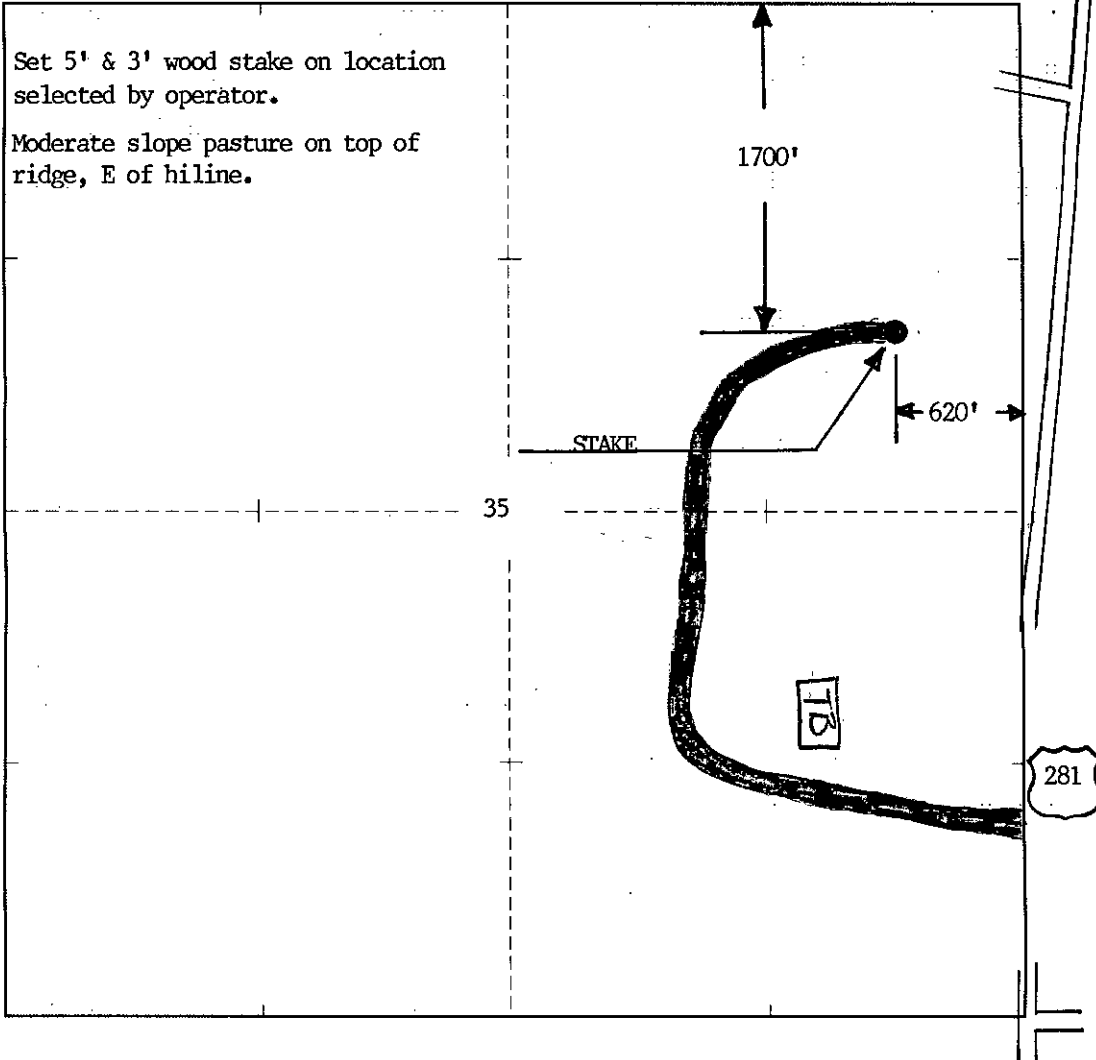 Set 5' & 3' wood stake on location
selected by operator.
Moderate slope pasture on top of
ridge, E of hiline.
1700'
620'
STAKE
35
TB
281